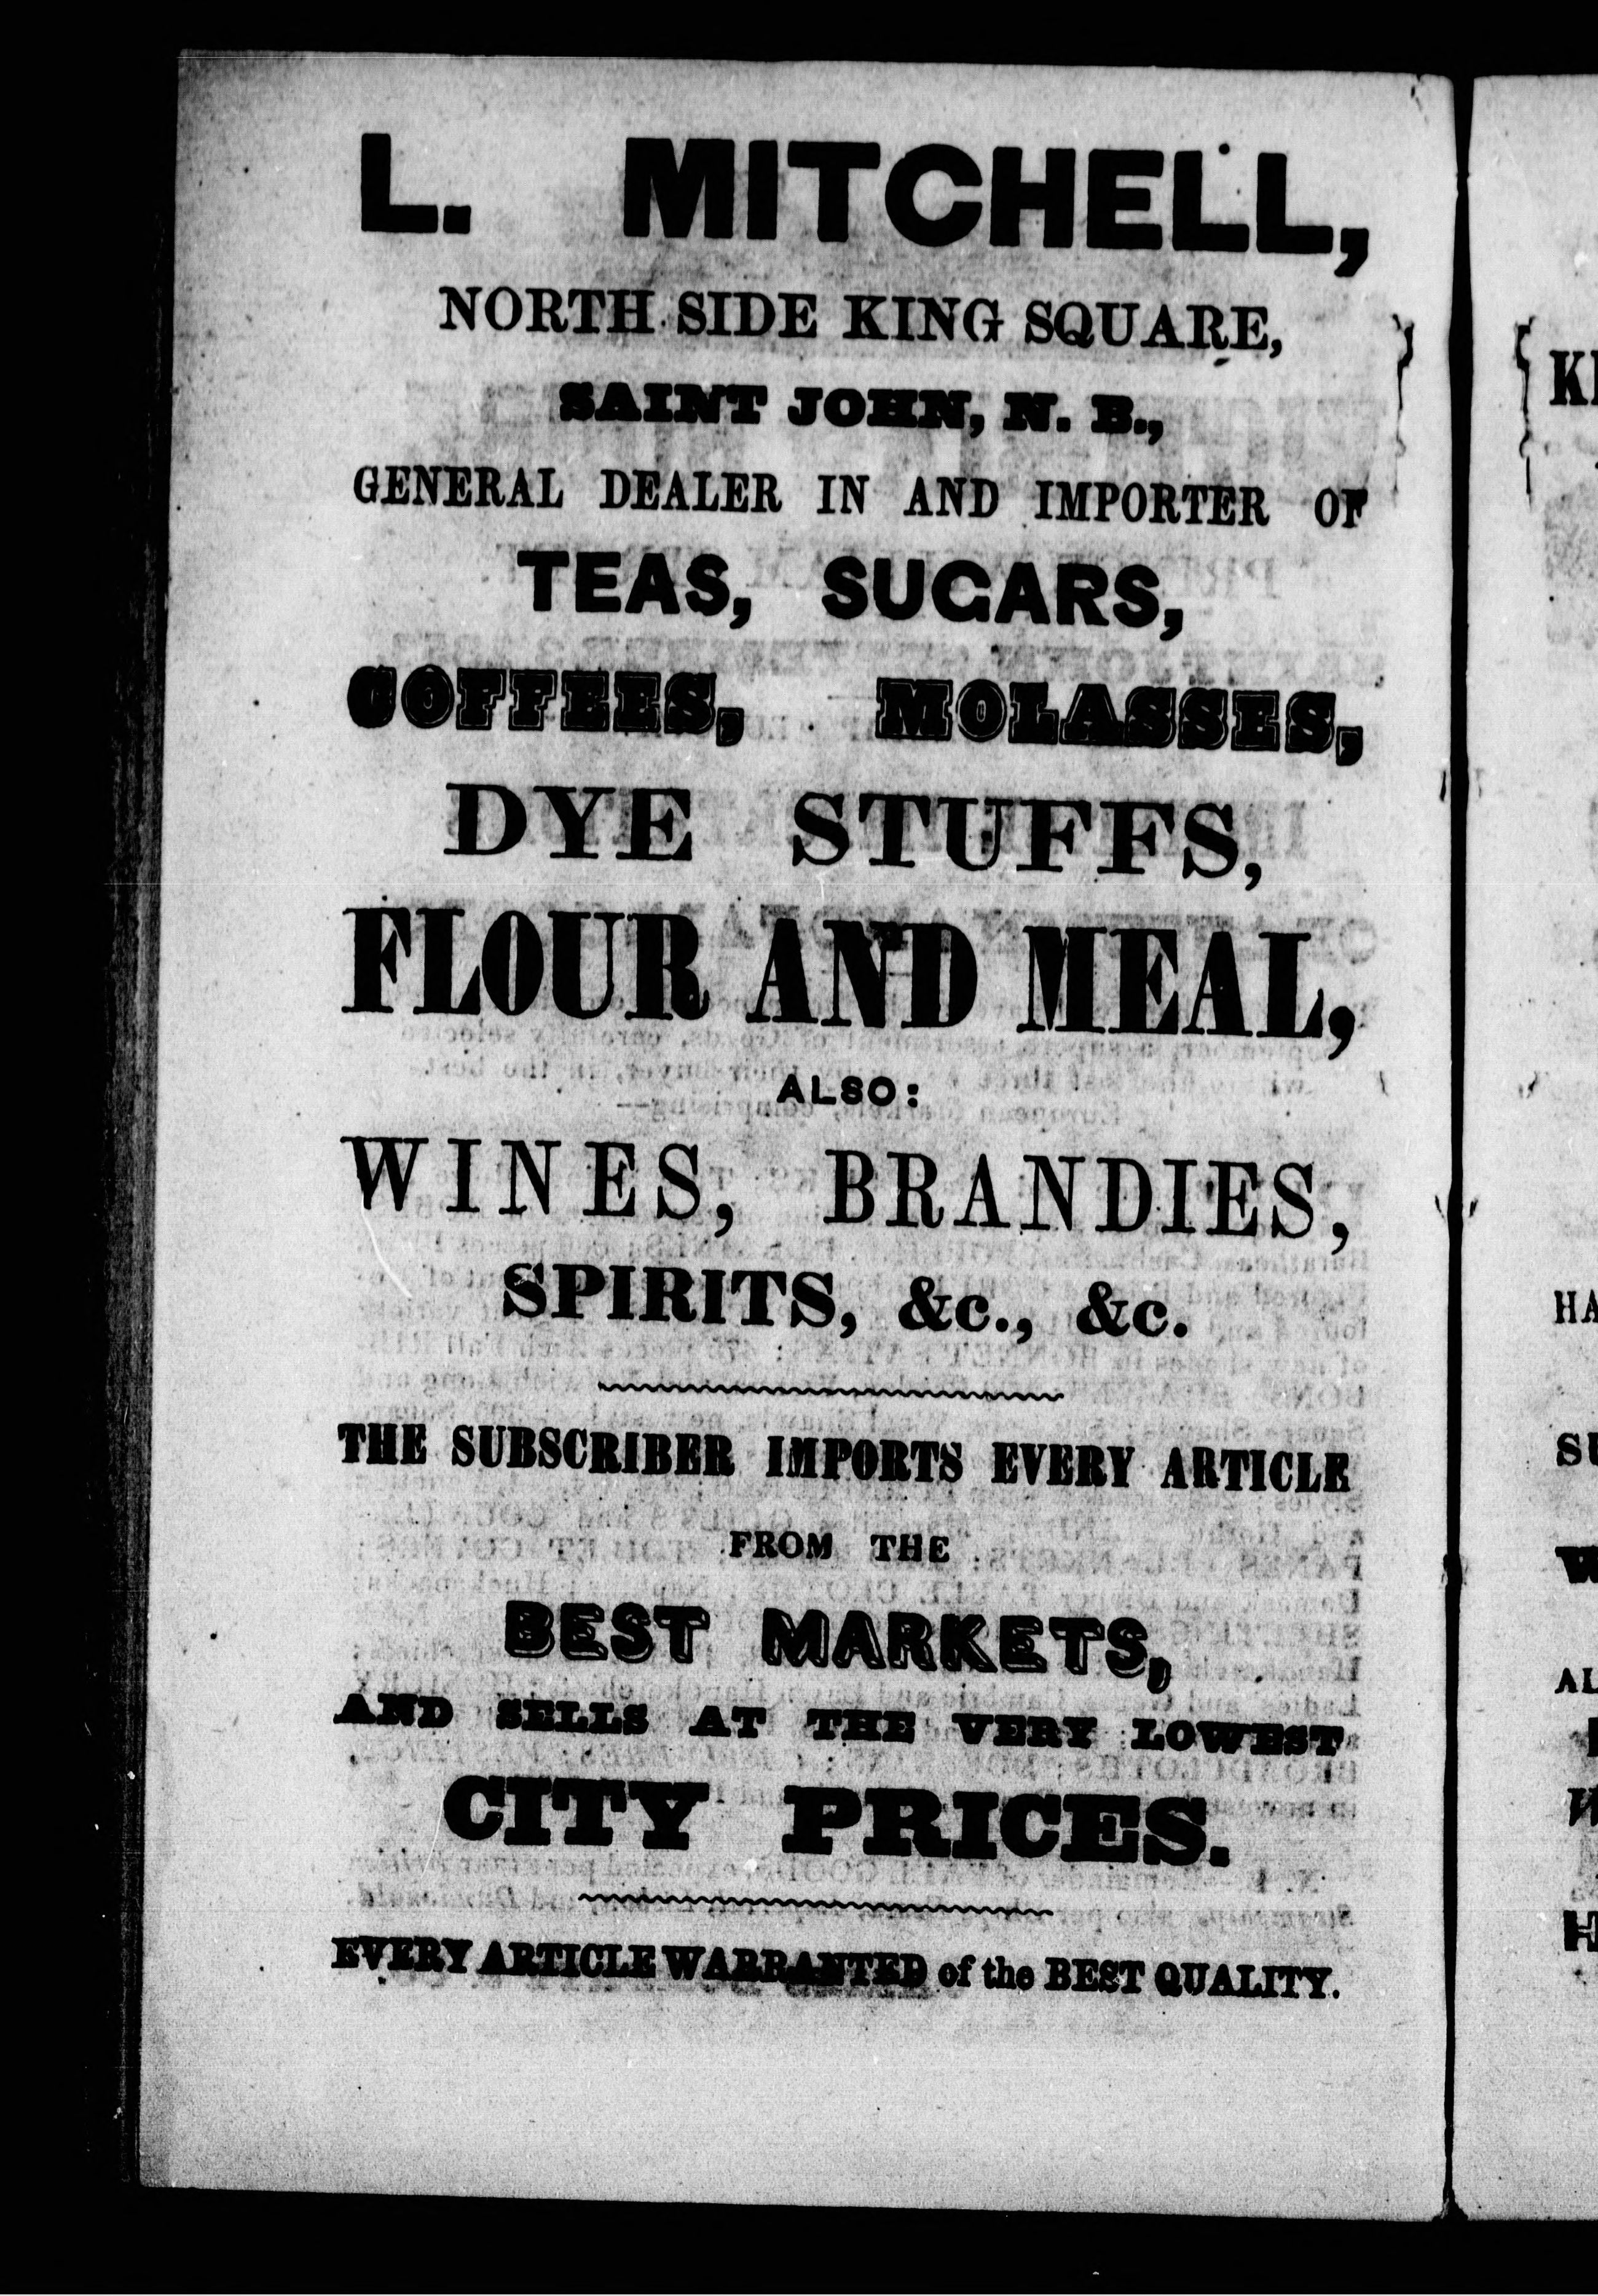 L. MITCHELL,
NORTH SIDE KING SQUARE,
SAINT JOHN, N. B.,
GENERAL DEALER IN AND IMPORTER OF
TEAS, SUGARS,
COFFEES, MOLASSES,
DYE STUFFS,
FLOUR AND MEAL,
ALSO:
WINES, BRANDIES,
SPIRITS, &c., &c.
THE SUBSCRIBER IMPORTS EVERY ARTICLE
FROM THE
BEST MARKETS,
AND SELLS AT THE VERY LOWEST
CITY PRICES.
EVERY ARTICLE WARRANTED of the BEST QUALITY.